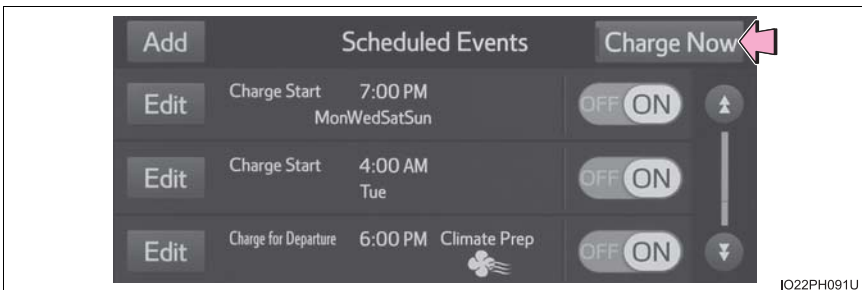 Add Scheduled Events Charge Now
Edit Charge Start 7:00 PM OFF ON
MonWedSatSun
Edit Charge Start 4:00 AM OFF ON
Tue
Edit Charge for Departure 6:00 PM Climate Prep OFF ON
IO22PH091U